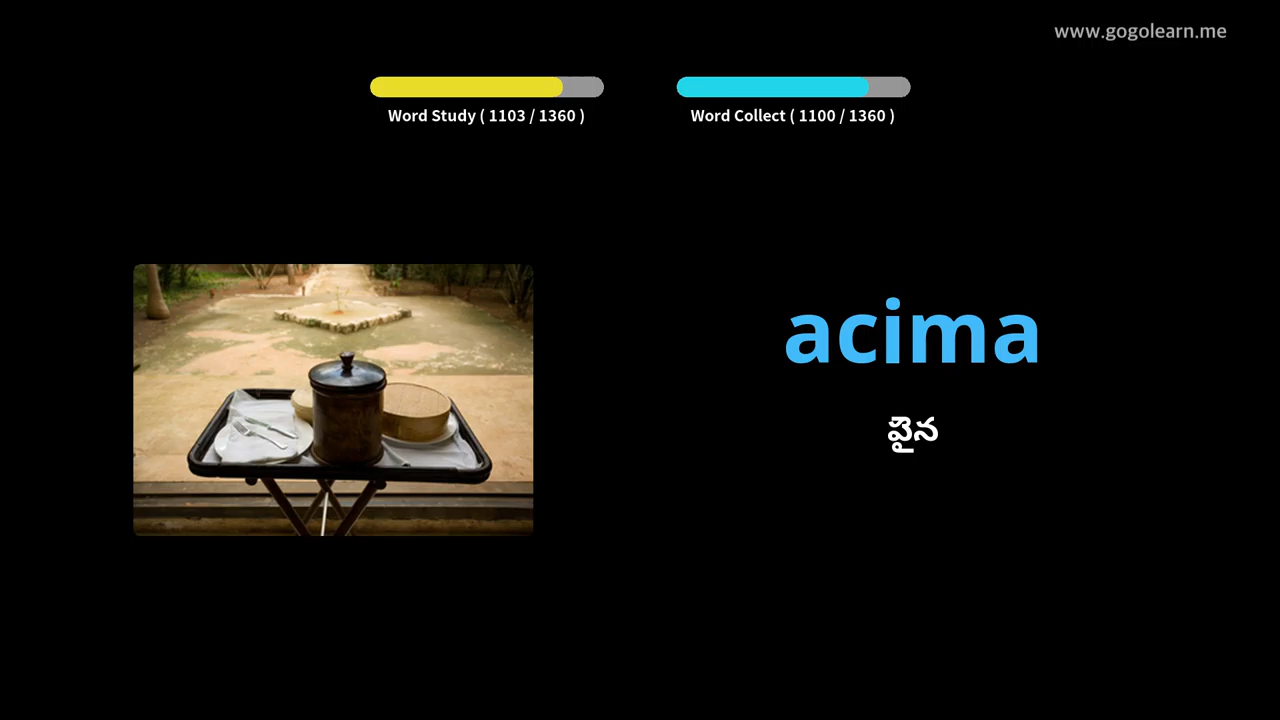 www.gogolearn.me
Word Study ( 1103 / 1360 )
Word Collect ( 1100 / 1360 )
acima
పైన